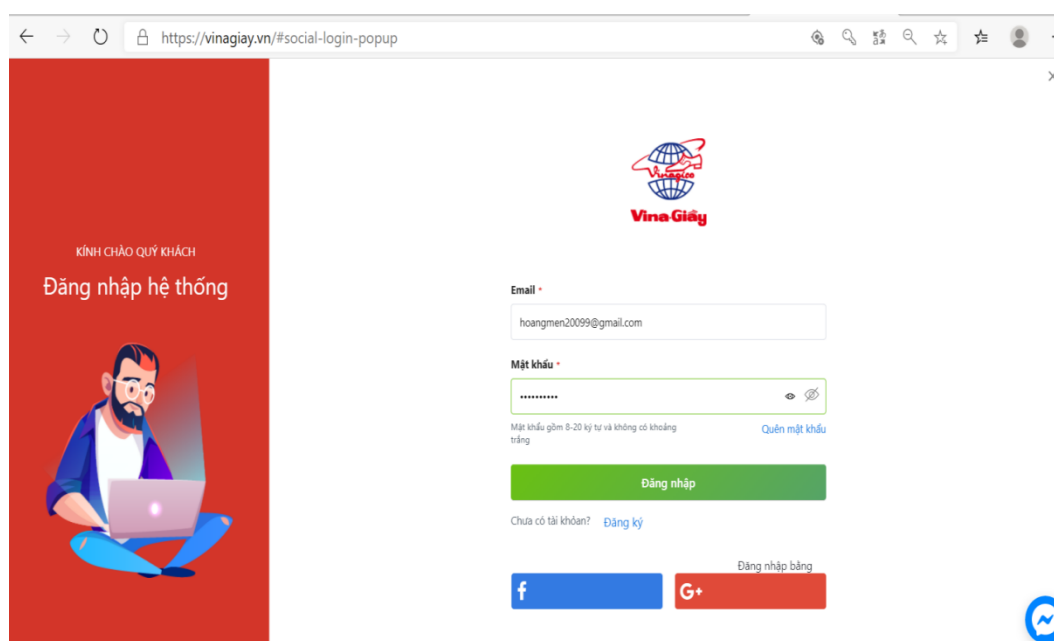 https://vinagiay.vn/#social-login-popup
KÍNH CHÀO QUÝ KHÁCH
Đăng nhập hệ thống
Vinagico
Vina-Giầy
Email *
hoangmen20099@gmail.com
Mật khẩu *
••••••••••
Mật khẩu gồm 8-20 ký tự và không có khoảng
trắng
Quên mật khẩu
Đăng nhập
Chưa có tài khỏan? Đăng ký
Đăng nhập bằng
f
G+